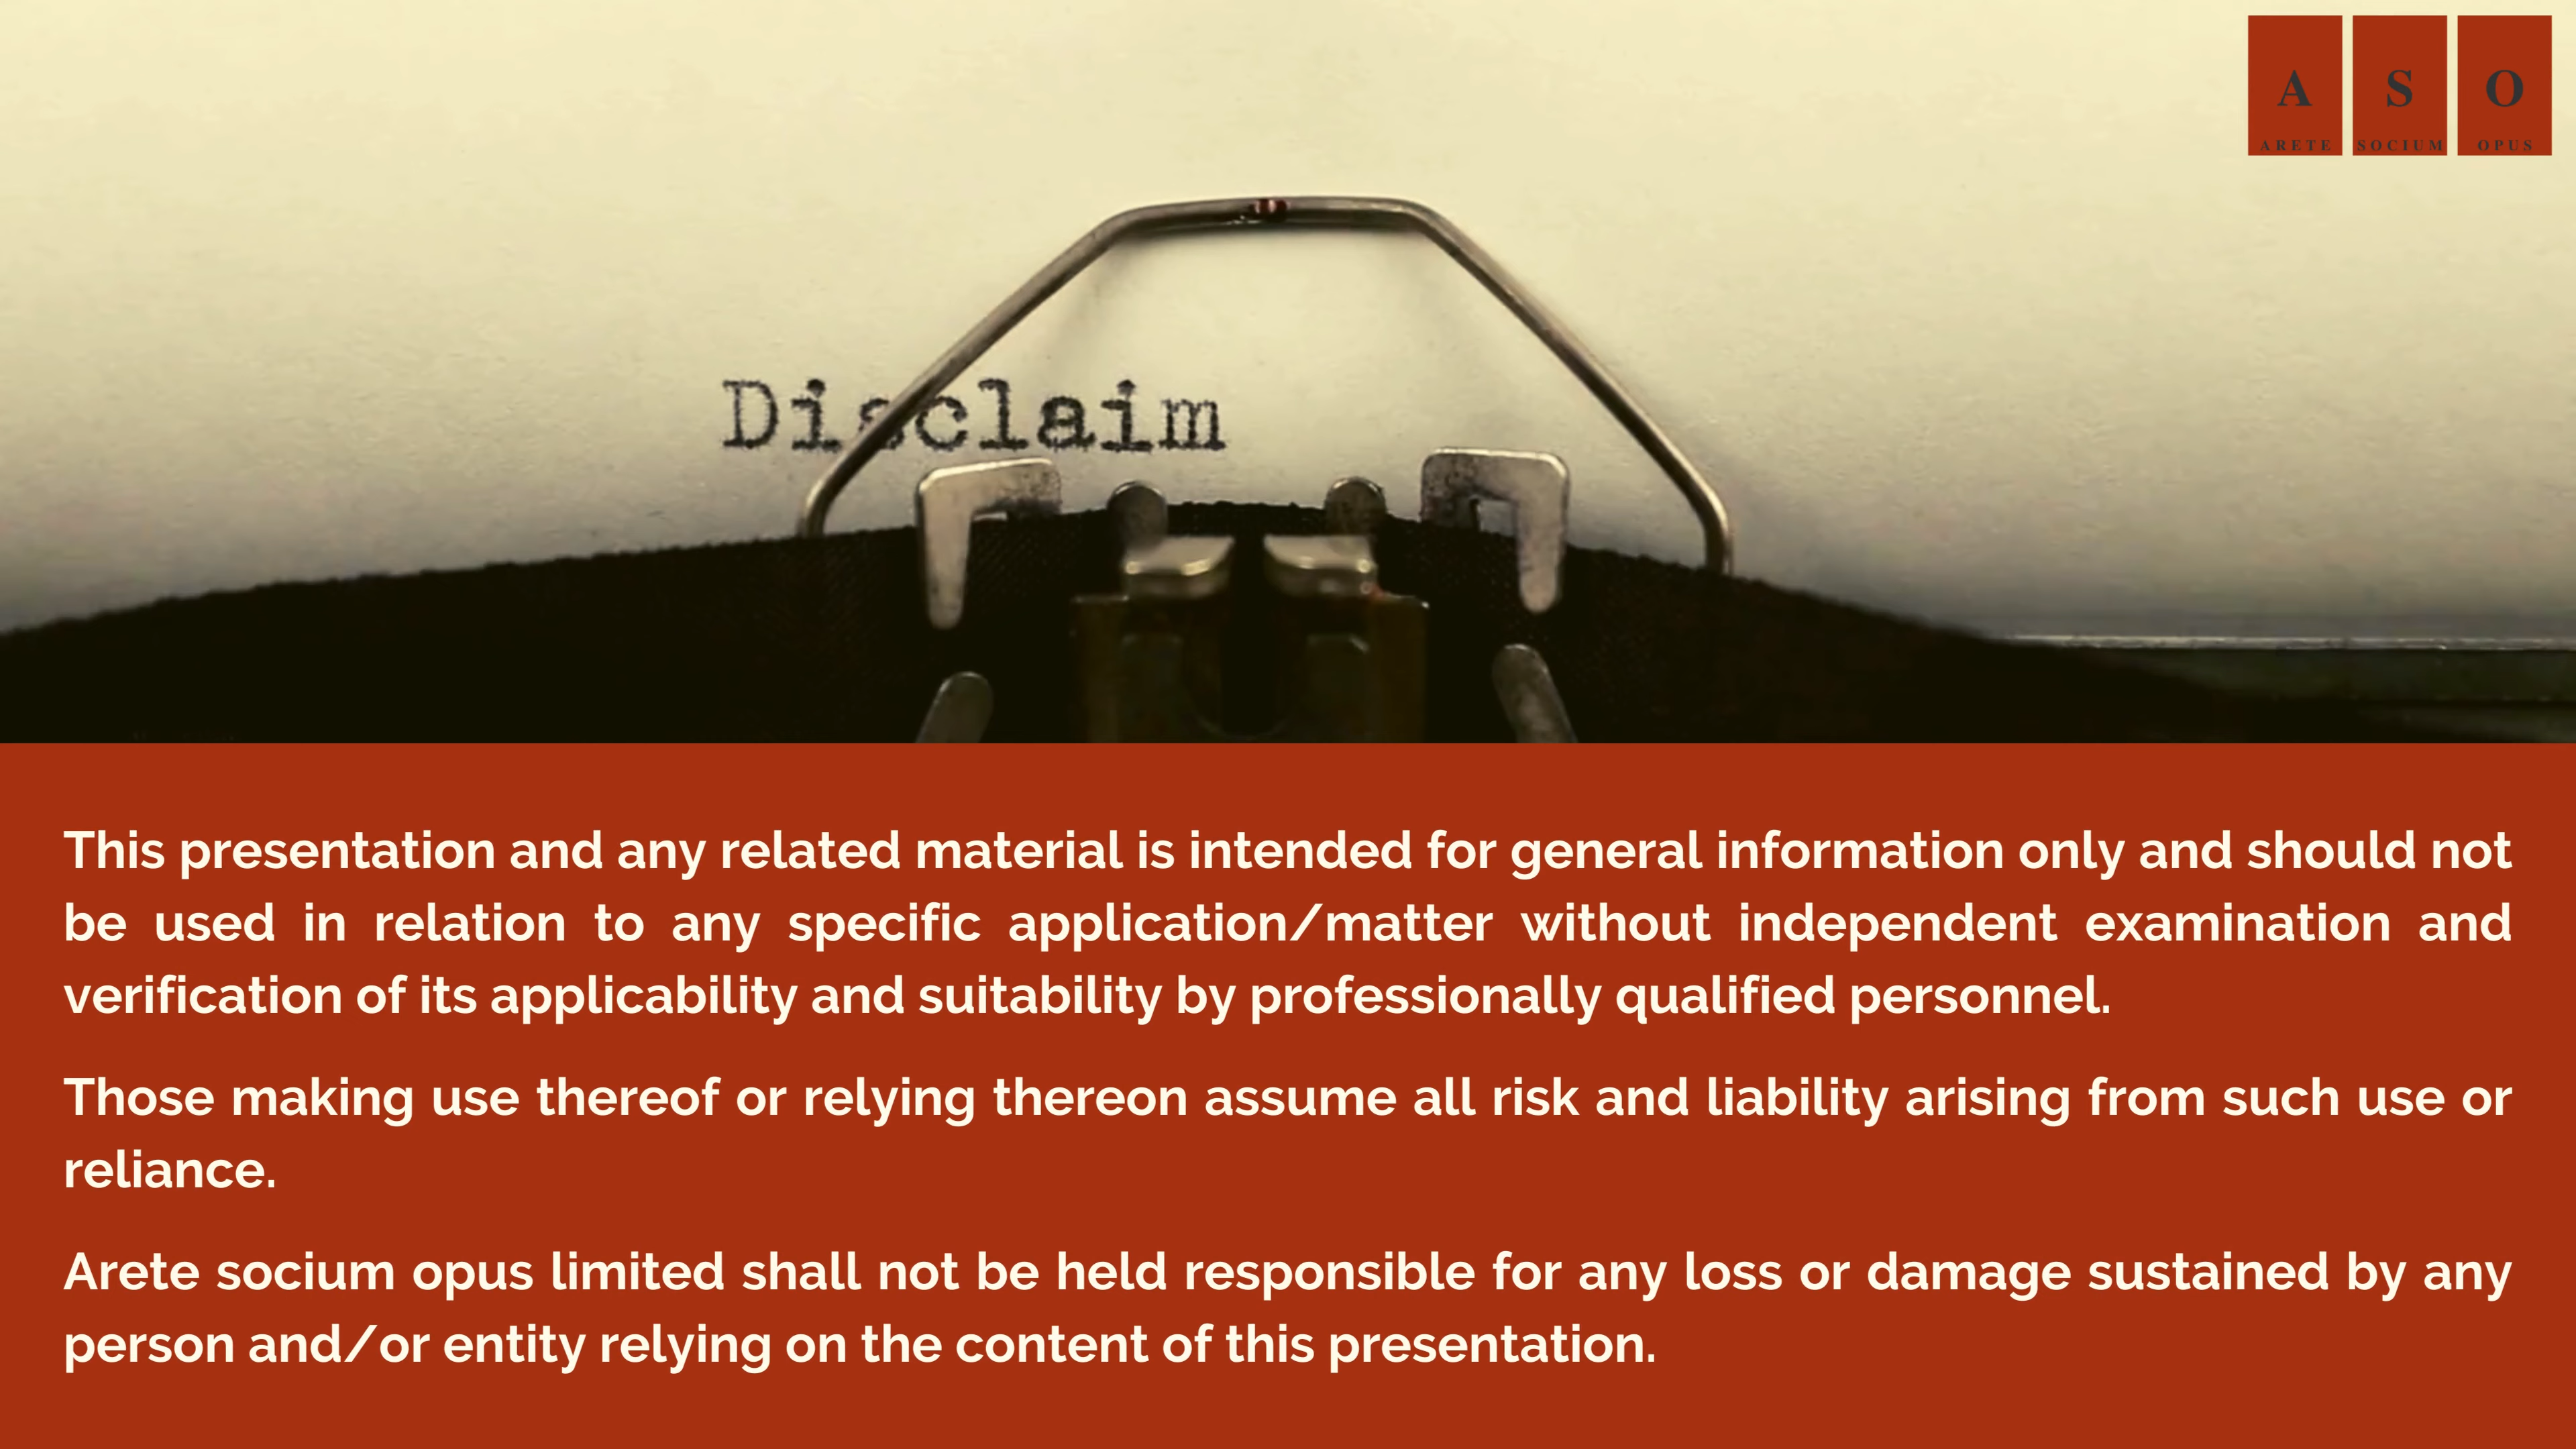 A S O
ARETE SOCIUM OPUS
Disclaim
This presentation and any related material is intended for general information only and should not
be used in relation to any specific application/matter without independent examination and
verification of its applicability and suitability by professionally qualified personnel.
Those making use thereof or relying thereon assume all risk and liability arising from such use or
reliance.
Arete socium opus limited shall not be held responsible for any loss or damage sustained by any
person and/or entity relying on the content of this presentation.